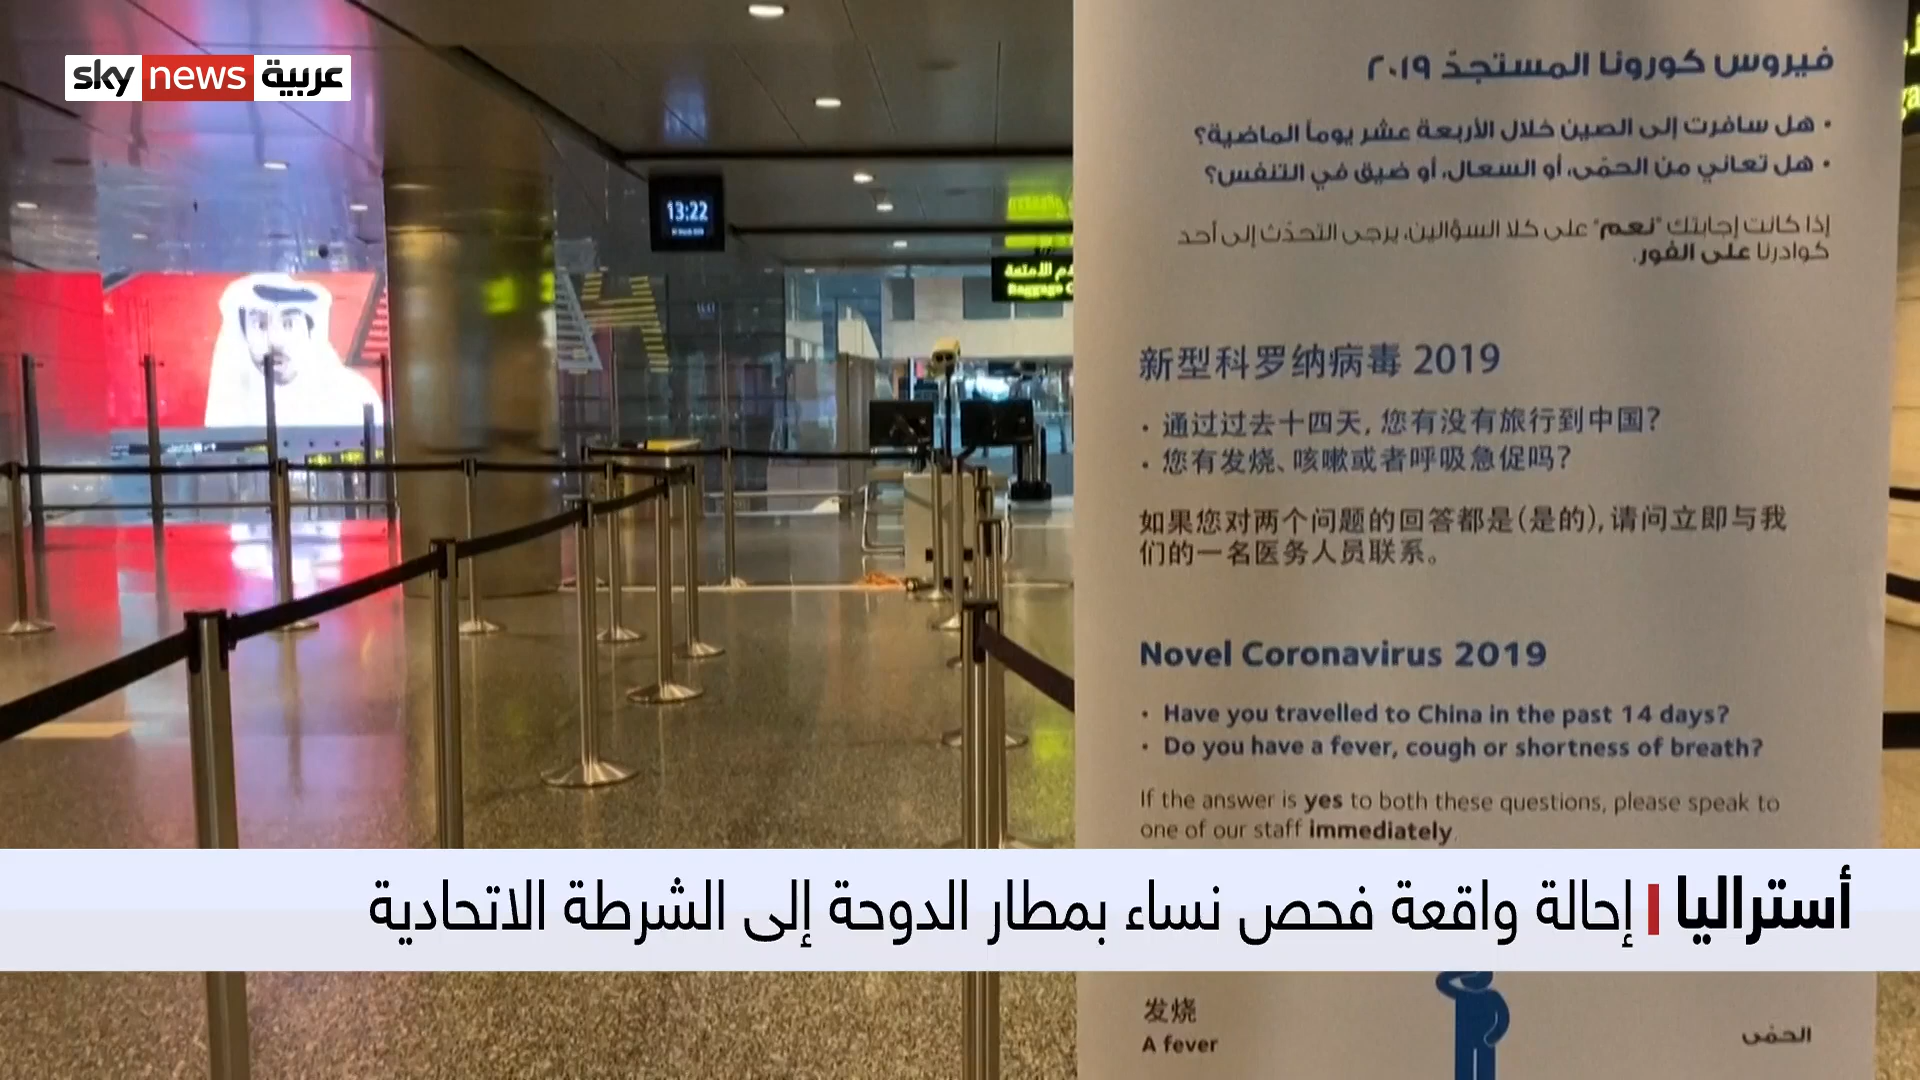 sky news عربية
13:22
Baggage
فيروس كورونا المستجدّ ٢٠١٩
• هل سافرت إلى الصين خلال الأربعة عشر يوماً الماضية؟
• هل تعاني من الحمّى، أو السعال، أو ضيق في التنفس؟
إذا كانت إجابتك "نعم" على كلا السؤالين، يرجى التحدّث إلى أحد
كوادرنا على الفور.
新型科罗纳病毒 2019
• 通过过去十四天, 您有没有旅行到中国?
• 您有发烧、咳嗽或者呼吸急促吗?
如果您对两个问题的回答都是(是的), 请问立即与我
们的一名医务人员联系。
Novel Coronavirus 2019
• Have you travelled to China in the past 14 days?
• Do you have a fever, cough or shortness of breath?
If the answer is yes to both these questions, please speak to
one of our staff immediately.
أستراليا | إحالة واقعة فحص نساء بمطار الدوحة إلى الشرطة الاتحادية
发烧
A fever
الحمّى